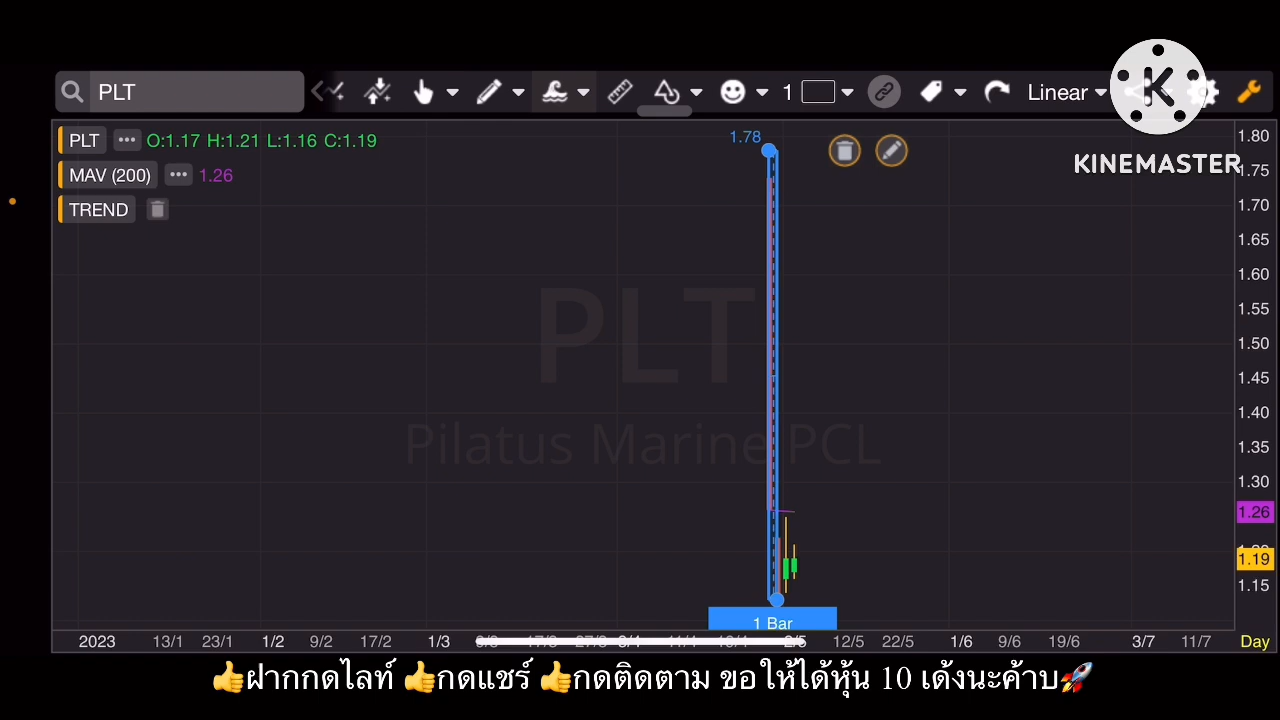 PLT
1
Linear
KINEMASTER
PLT ••• O:1.17 H:1.21 L:1.16 C:1.19
MAV (200) ••• 1.26
TREND
1.78
PLT
Pilatus Marine PCL
1.80
1.75
1.70
1.65
1.60
1.55
1.50
1.45
1.40
1.35
1.30
1.26
1.19
1.15
1 Bar
2023 13/1 23/1 1/2 9/2 17/2 1/3 2/5 12/5 22/5 1/6 9/6 19/6 3/7 11/7 Day
👍ฝากกดไลท์ 👍กดแชร์ 👍กดติดตาม ขอให้ได้หุ้น 10 เด้งนะค้าบ🚀